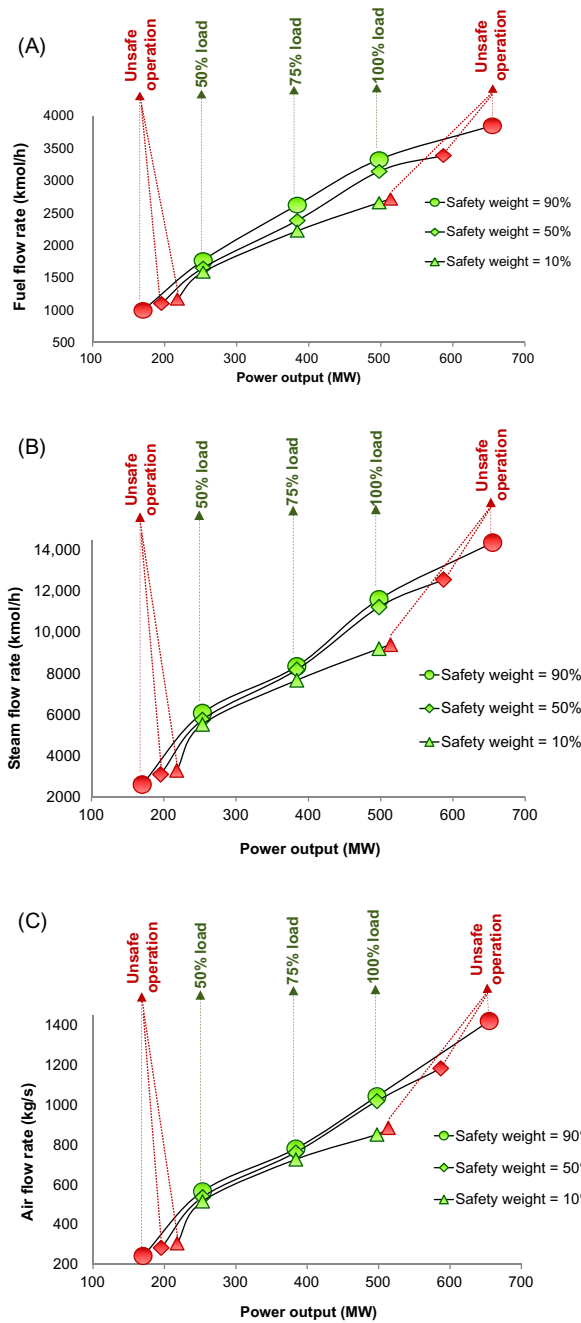 (A)
Unsafe
operation
50% load
75% load
100% load
Unsafe
operation
4000
3500
3000
2500
2000
1500
1000
500
Fuel flow rate (kmol/h)
Safety weight = 90%
Safety weight = 50%
Safety weight = 10%
100
200
300
400
500
600
700
Power output (MW)
(B)
Unsafe
operation
50% load
75% load
100% load
Unsafe
operation
14,000
12,000
10,000
8000
6000
4000
2000
Steam flow rate (kmol/h)
Safety weight = 90%
Safety weight = 50%
Safety weight = 10%
100
200
300
400
500
600
700
Power output (MW)
(C)
Unsafe
operation
50% load
75% load
100% load
Unsafe
operation
1400
1200
1000
800
600
400
200
Air flow rate (kg/s)
Safety weight = 90%
Safety weight = 50%
Safety weight = 10%
100
200
300
400
500
600
700
Power output (MW)